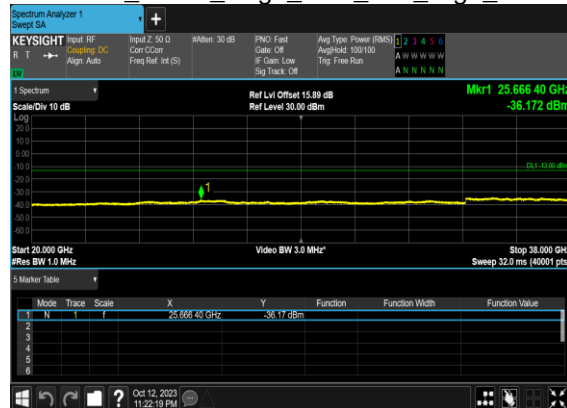 Spectrum Analyzer 1
Swept SA
+
KEYSIGHT Input: RF Input Z: 50 Ω #Atten: 30 dB PNO: Fast Avg Type: Power (RMS) 1 2 3 4 5 6
R T Coupling: DC Corr CCorr Gate: Off Avg|Hold: 100/100 A W W W W W
Align: Auto Freq Ref: Int (S) IF Gain: Low Trig: Free Run
Sig Track: Off A N N N N N
1 Spectrum Ref Lvl Offset 15.89 dB Mkr1 25.666 40 GHz
Scale/Div 10 dB Ref Level 30.00 dBm -36.172 dBm
Log
20.0
10.0
0.00
-10.0
DL1 -13.00 dBm
-20.0
-30.0
1
-40.0
-50.0
-60.0
Start 20.000 GHz Video BW 3.0 MHz* Stop 38.000 GHz
#Res BW 1.0 MHz Sweep 32.0 ms (40001 pts)
5 Marker Table
Mode Trace Scale X Y Function Function Width Function Value
1 N 1 f 25.666 40 GHz -36.17 dBm
2
3
4
5
6
? Oct 12, 2023
11:22:19 PM